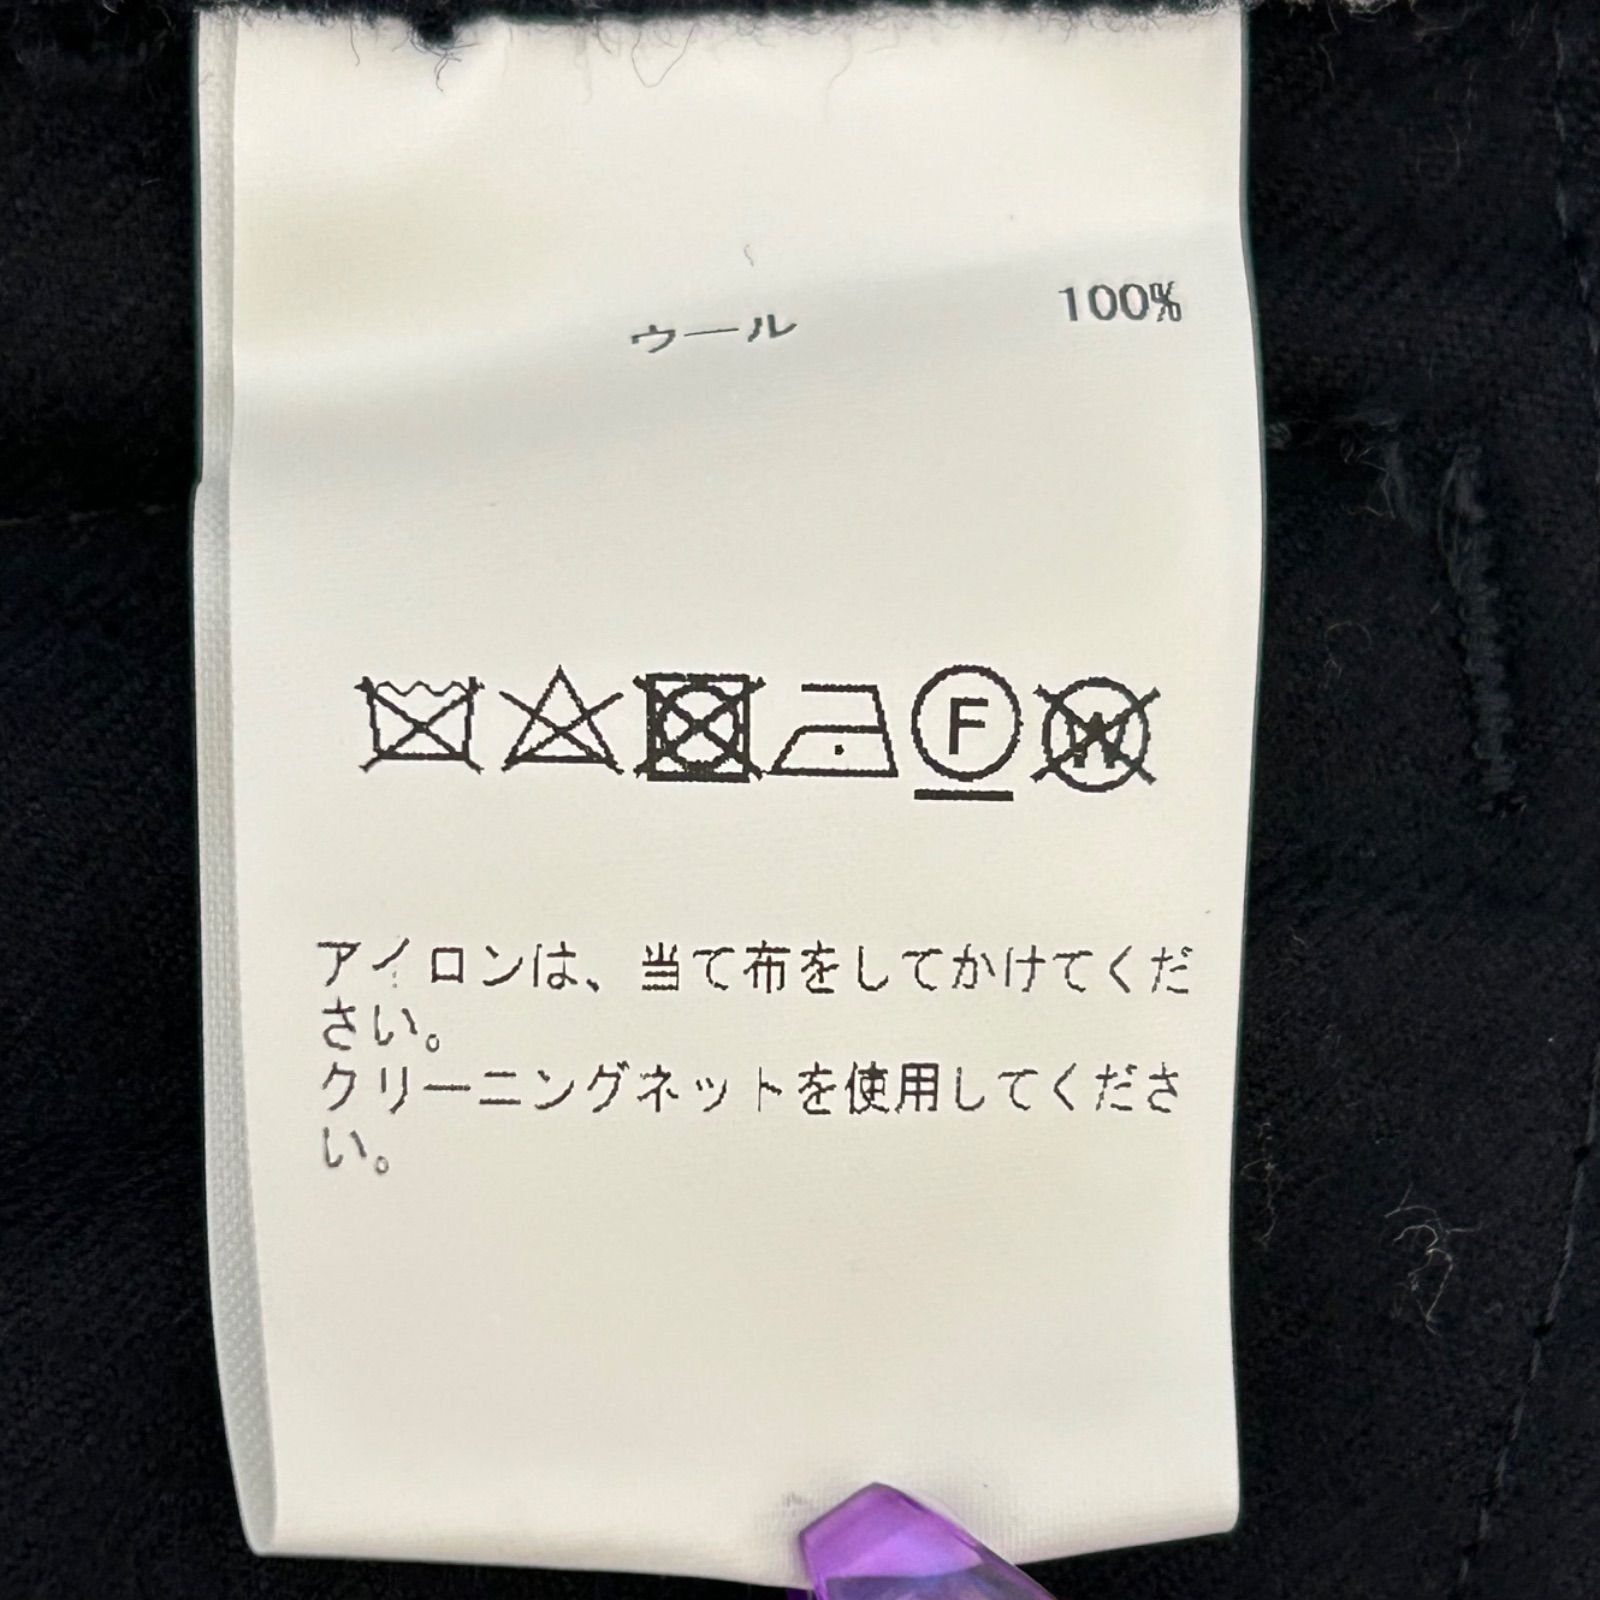 ウール 100%
F W
アイロンは、当て布をしてかけてくだ
さい。
クリーニングネットを使用してくださ
い。